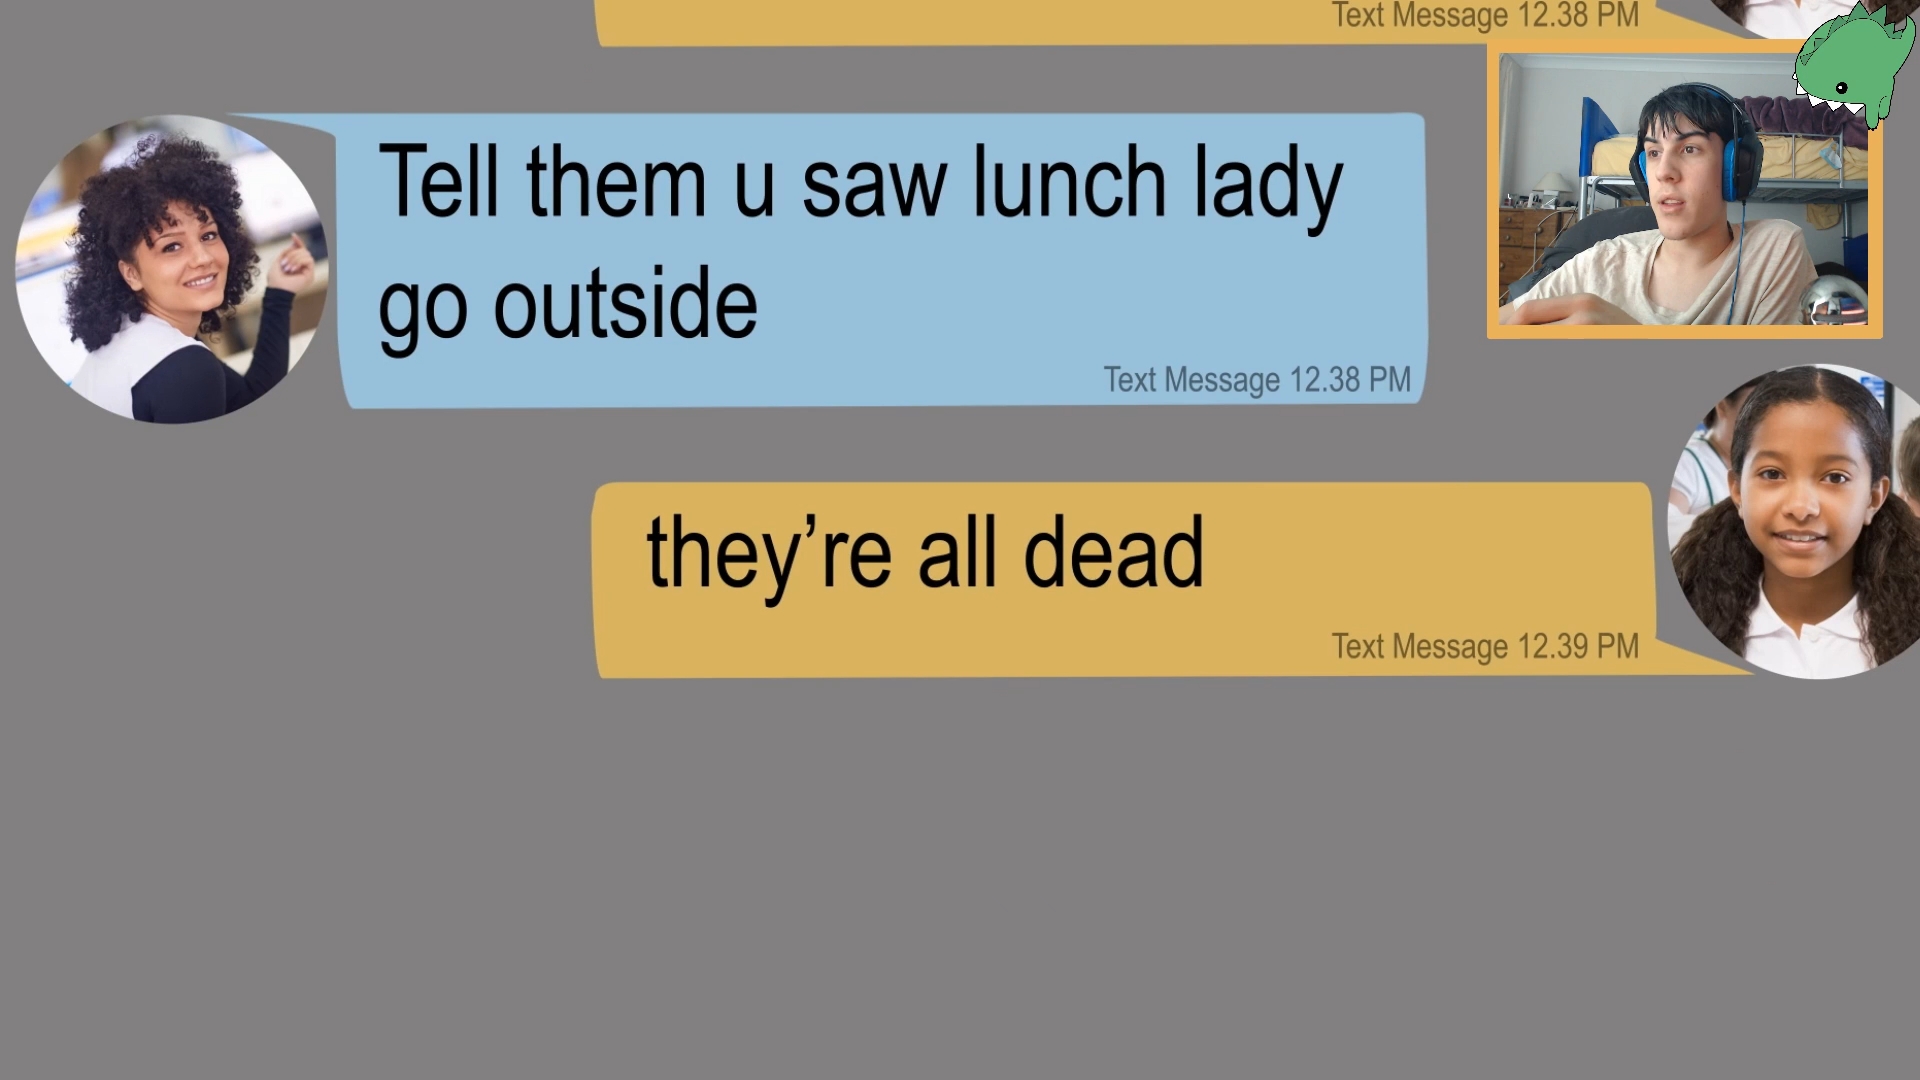 Text Message 12.38 PM
Tell them u saw lunch lady
go outside
Text Message 12.38 PM
they’re all dead
Text Message 12.39 PM